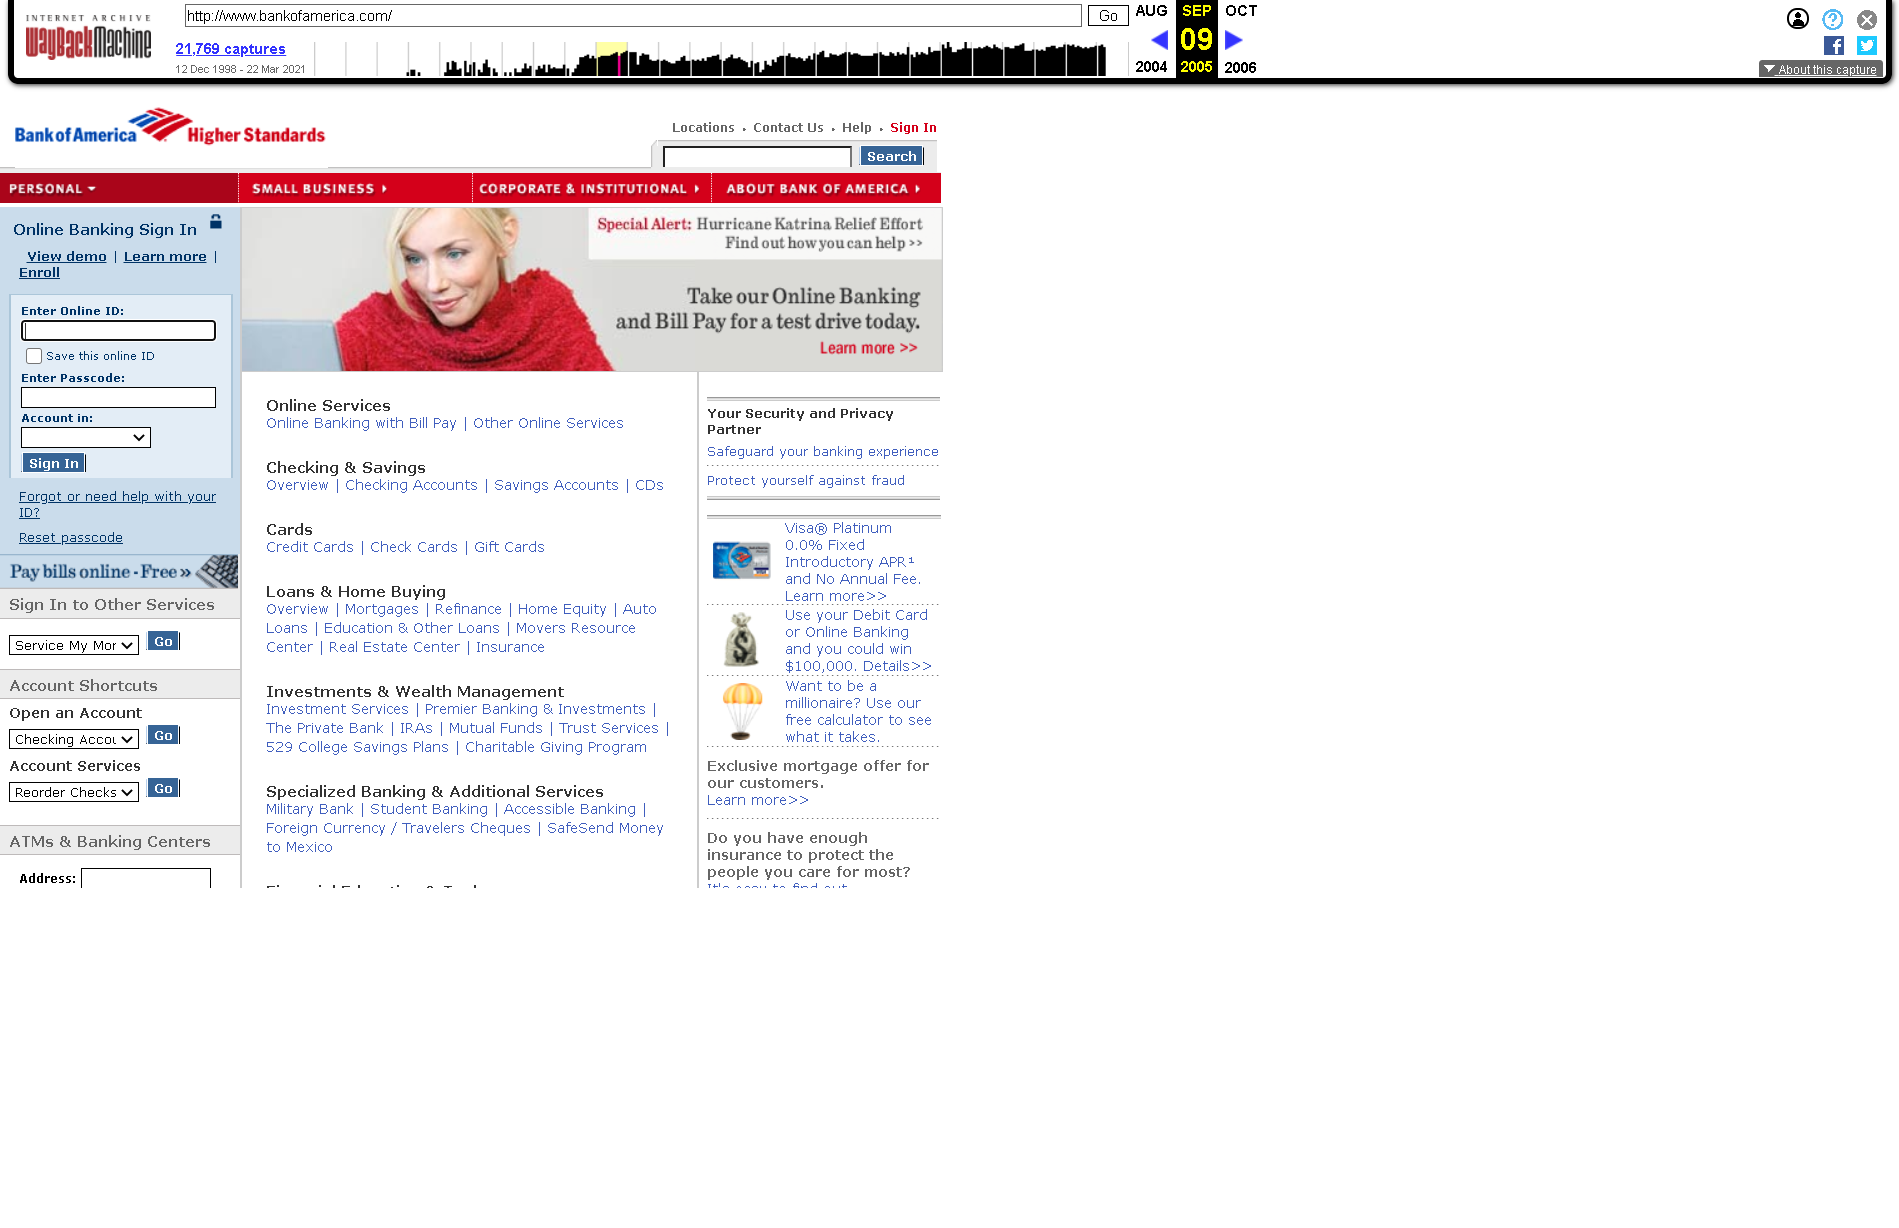 INTERNET ARCHIVE
WayBackMachine
http://www.bankofamerica.com/
Go
AUG SEP OCT
09
2004 2005 2006
21,769 captures
12 Dec 1998 - 22 Mar 2021
About this capture
Bank of America Higher Standards
Locations • Contact Us • Help • Sign In
Search
PERSONAL
SMALL BUSINESS
CORPORATE & INSTITUTIONAL
ABOUT BANK OF AMERICA
Online Banking Sign In
View demo | Learn more |
Enroll
Enter Online ID:
Save this online ID
Enter Passcode:
Account in:
Sign In
Forgot or need help with your
ID?
Reset passcode
Pay bills online - Free »
Sign In to Other Services
Service My Mor
Go
Account Shortcuts
Open an Account
Checking Accou
Go
Account Services
Reorder Checks
Go
ATMs & Banking Centers
Address:
Special Alert: Hurricane Katrina Relief Effort
Find out how you can help >>
Take our Online Banking
and Bill Pay for a test drive today.
Learn more >>
Online Services
Online Banking with Bill Pay | Other Online Services
Checking & Savings
Overview | Checking Accounts | Savings Accounts | CDs
Cards
Credit Cards | Check Cards | Gift Cards
Loans & Home Buying
Overview | Mortgages | Refinance | Home Equity | Auto
Loans | Education & Other Loans | Movers Resource
Center | Real Estate Center | Insurance
Investments & Wealth Management
Investment Services | Premier Banking & Investments |
The Private Bank | IRAs | Mutual Funds | Trust Services |
529 College Savings Plans | Charitable Giving Program
Specialized Banking & Additional Services
Military Bank | Student Banking | Accessible Banking |
Foreign Currency / Travelers Cheques | SafeSend Money
to Mexico
Your Security and Privacy
Partner
Safeguard your banking experience
Protect yourself against fraud
Visa® Platinum
0.0% Fixed
Introductory APR¹
and No Annual Fee.
Learn more>>
Use your Debit Card
or Online Banking
and you could win
$100,000. Details>>
Want to be a
millionaire? Use our
free calculator to see
what it takes.
Exclusive mortgage offer for
our customers.
Learn more>>
Do you have enough
insurance to protect the
people you care for most?
It's easy to find out